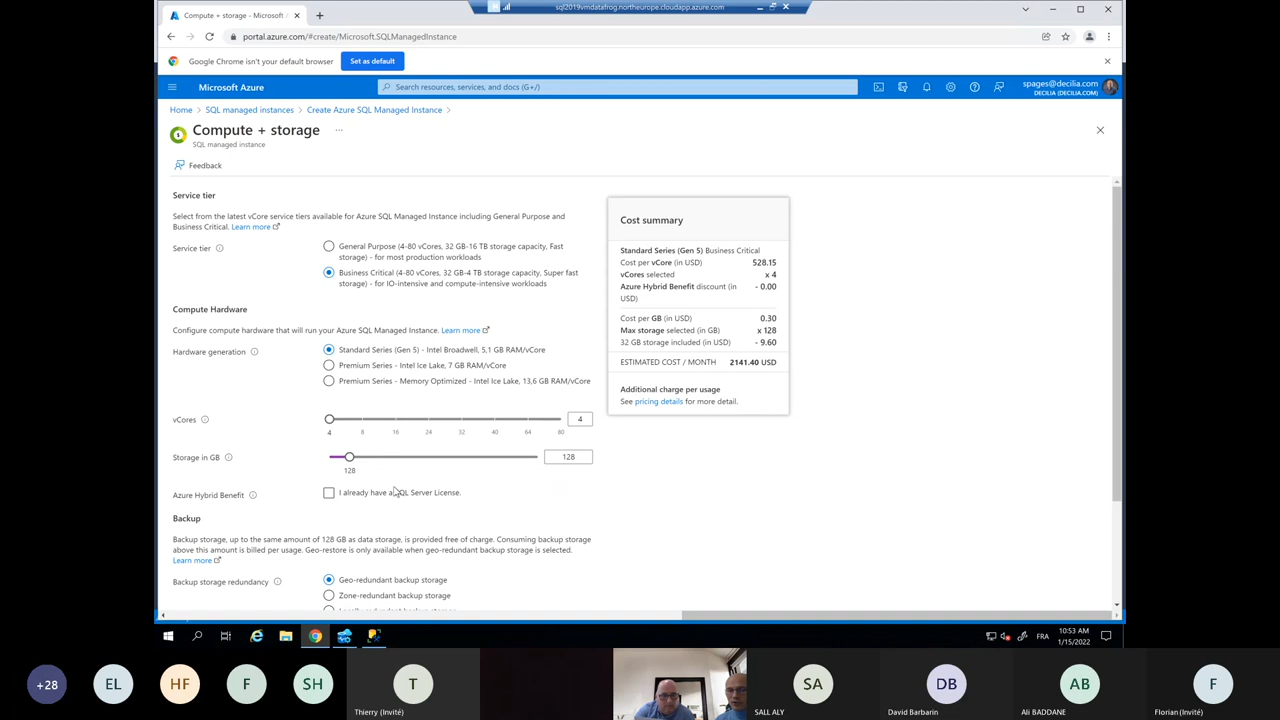 Compute + storage - Microsoft A
sql2019vmidatafrog.northeurope.cloudapp.azure.com
portal.azure.com/#create/Microsoft.SQLManagedInstance
Google Chrome isn't your default browser
Set as default
Microsoft Azure
Search resources, services, and docs (G+/)
spages@decilia.com
DECILIA (DECILIA.COM)
Home > SQL managed instances > Create Azure SQL Managed Instance >
Compute + storage ...
SQL managed instance
Feedback
Service tier
Select from the latest vCore service tiers available for Azure SQL Managed Instance including General Purpose and
Business Critical. Learn more
Service tier
General Purpose (4-80 vCores, 32 GB-16 TB storage capacity, Fast
storage) - for most production workloads
Business Critical (4-80 vCores, 32 GB-4 TB storage capacity, Super fast
storage) - for IO-intensive and compute-intensive workloads
Compute Hardware
Configure compute hardware that will run your Azure SQL Managed Instance. Learn more
Hardware generation
Standard Series (Gen 5) - Intel Broadwell, 5,1 GB RAM/vCore
Premium Series - Intel Ice Lake, 7 GB RAM/vCore
Premium Series - Memory Optimized - Intel Ice Lake, 13,6 GB RAM/vCore
vCores
4
4 8 16 24 32 40 64 80
Storage in GB
128
128
Azure Hybrid Benefit
I already have a SQL Server License.
Backup
Backup storage, up to the same amount of 128 GB as data storage, is provided free of charge. Consuming backup storage
above this amount is billed per usage. Geo-restore is only available when geo-redundant backup storage is selected.
Learn more
Backup storage redundancy
Geo-redundant backup storage
Zone-redundant backup storage
Locally-redundant backup storage
Cost summary
Standard Series (Gen 5) Business Critical
Cost per vCore (in USD) 528.15
vCores selected x 4
Azure Hybrid Benefit discount (in - 0.00
USD)
Cost per GB (in USD) 0.30
Max storage selected (in GB) x 128
32 GB storage included (in USD) - 9.60
ESTIMATED COST / MONTH 2141.40 USD
Additional charge per usage
See pricing details for more detail.
FRA
10:53 AM
1/15/2022
+28
EL
HF
F
SH
T
SA
DB
AB
F
Thierry (Invité)
SALL ALY
David Barbarin
Ali BADDANE
Florian (Invité)